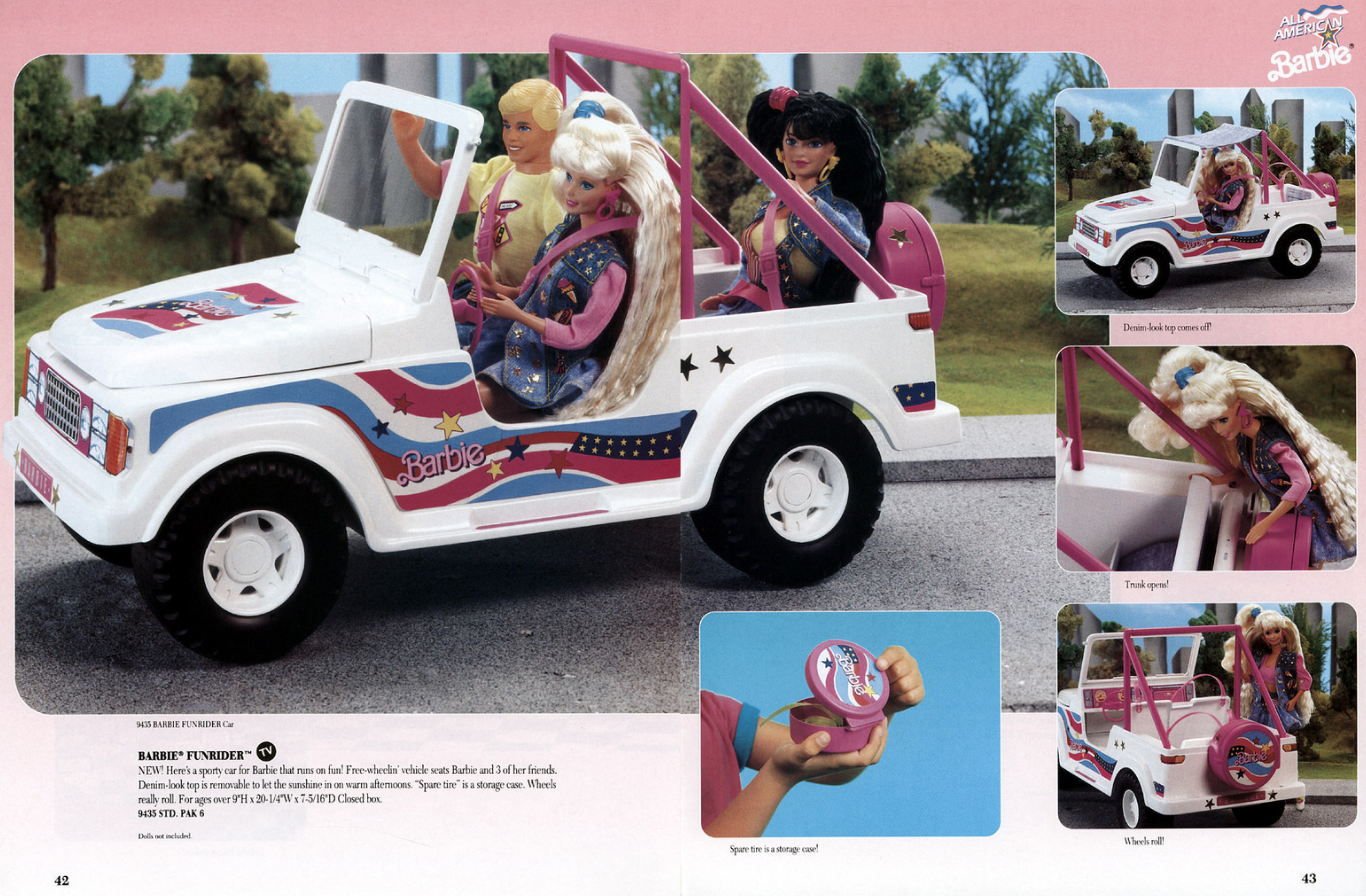 ALL
AMERICAN
Barbie®
Barbie
Barbie
BARBIE
Denim-look top comes off!
Trunk opens!
Barbie
Barbie
Spare tire is a storage case!
Wheels roll!
9435 BARBIE FUNRIDER Car
BARBIE® FUNRIDER™ TV
NEW! Here's a sporty car for Barbie that runs on fun! Free-wheelin' vehicle seats Barbie and 3 of her friends.
Denim-look top is removable to let the sunshine in on warm afternoons. "Spare tire" is a storage case. Wheels
really roll. For ages over 9"H x 20-1/4"W x 7-5/16"D Closed box.
9435 STD. PAK 6
Dolls not included.
42
43